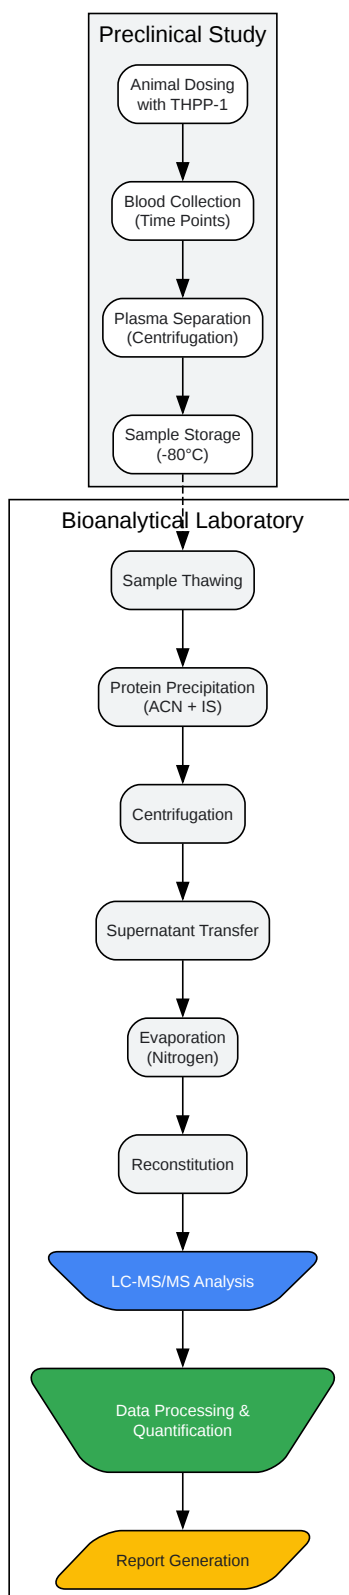 Preclinical Study
Animal Dosing
with THPP-1
Blood Collection
(Time Points)
Plasma Separation
(Centrifugation)
Sample Storage
(-80°C)
Bioanalytical Laboratory
Sample Thawing
Protein Precipitation
(ACN + IS)
Centrifugation
Supernatant Transfer
Evaporation
(Nitrogen)
Reconstitution
LC-MS/MS Analysis
Data Processing &
Quantification
Report Generation